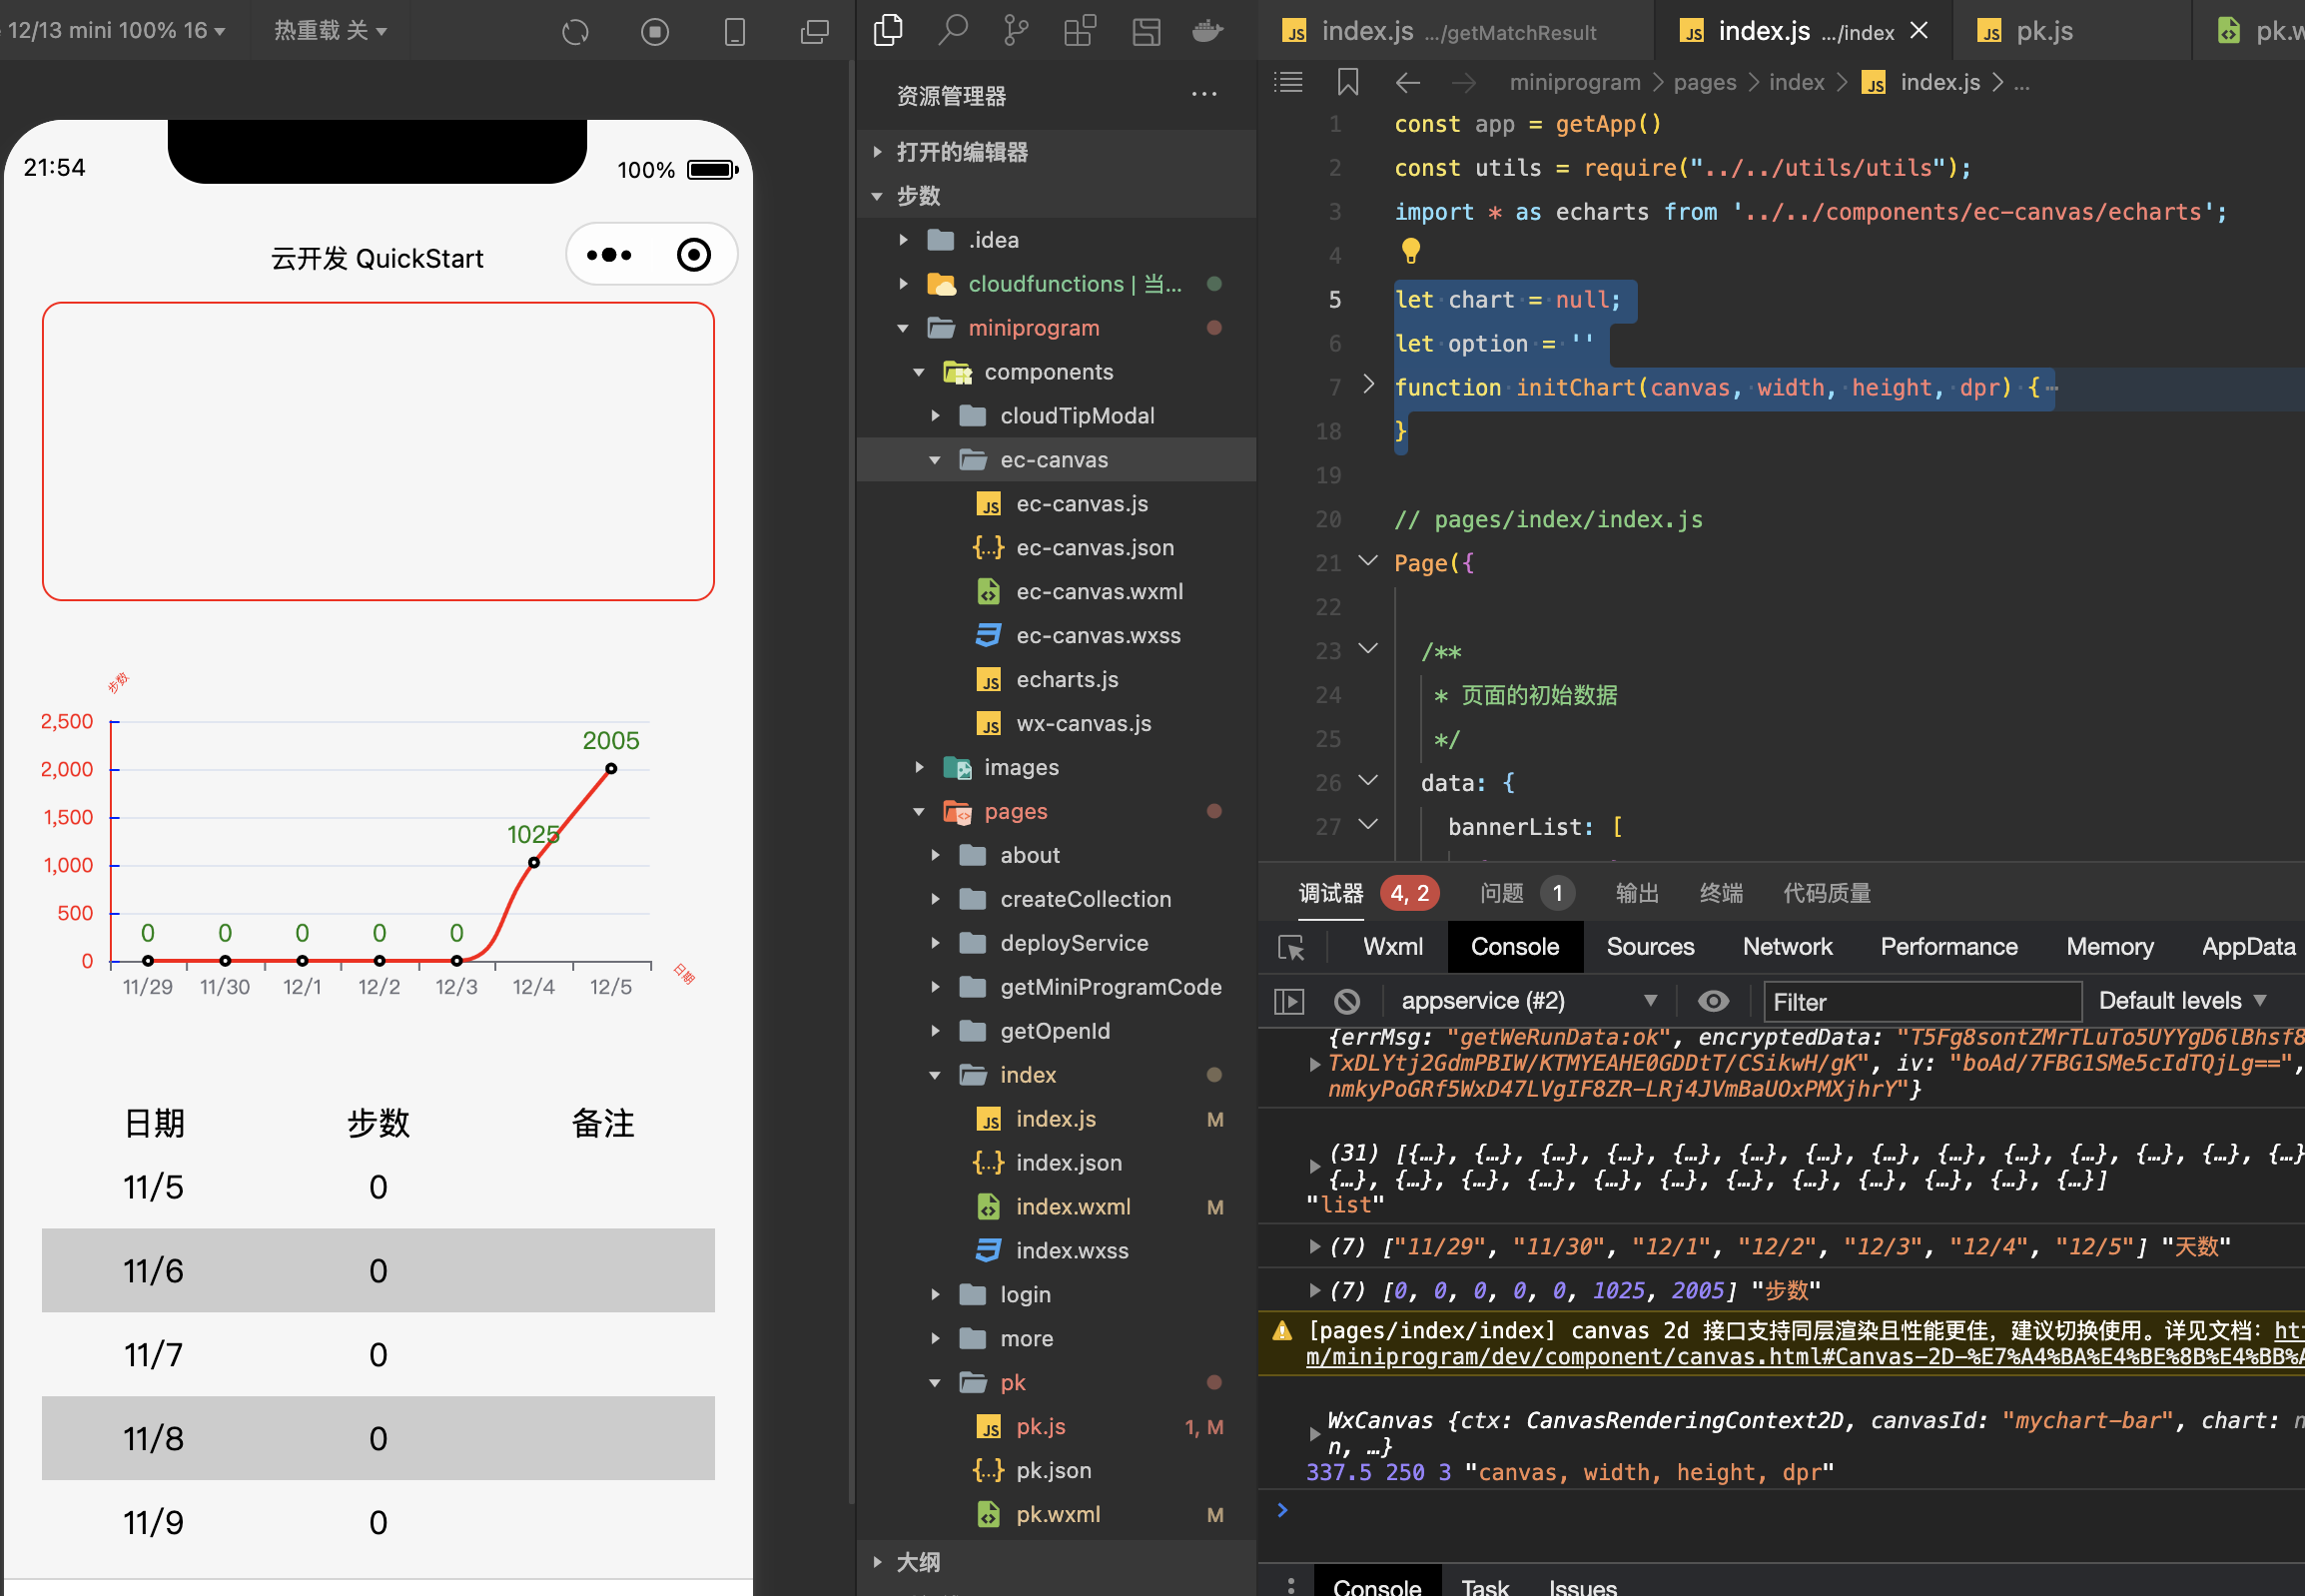 12/13 mini 100% 16
热重载 关
21:54
100%
云开发 QuickStart
步数
2,500
2,000
1,500
1,000
500
0
2005
1025
0 0 0 0 0
11/29 11/30 12/1 12/2 12/3 12/4 12/5
日期
日期 步数 备注
11/5 0
11/6 0
11/7 0
11/8 0
11/9 0
资源管理器
打开的编辑器
步数
.idea
cloudfunctions | 当...
miniprogram
components
cloudTipModal
ec-canvas
JS ec-canvas.js
{..} ec-canvas.json
ec-canvas.wxml
ec-canvas.wxss
JS echarts.js
JS wx-canvas.js
images
pages
about
createCollection
deployService
getMiniProgramCode
getOpenId
index
JS index.js M
{..} index.json
index.wxml M
index.wxss
login
more
pk
JS pk.js 1, M
{..} pk.json
pk.wxml M
大纲
JS index.js .../getMatchResult
JS index.js .../index
JS pk.js
pk.w
miniprogram > pages > index > JS index.js > ...
1 const app = getApp()
2 const utils = require("../../utils/utils");
3 import * as echarts from '../../components/ec-canvas/echarts';
4
5 let chart = null;
6 let option = ''
7 function initChart(canvas, width, height, dpr) {…
18 }
19
20 // pages/index/index.js
21 Page({
22
23 /**
24 * 页面的初始数据
25 */
26 data: {
27 bannerList: [
调试器 4, 2 问题 1 输出 终端 代码质量
Wxml Console Sources Network Performance Memory AppData
appservice (#2) Filter Default levels
{errMsg: "getWeRunData:ok", encryptedData: "T5Fg8sontZMrTLuTo5UYYgD6lBhsf8
TxDLYtj2GdmPBIW/KTMYEAHE0GDDtT/CSikwH/gK", iv: "boAd/7FBG1SMe5cIdTQjLg==",
nmkyPoGRf5WxD47LVgIF8ZR-LRj4JVmBaUOxPMXjhrY"}
(31) [{…}, {…}, {…}, {…}, {…}, {…}, {…}, {…}, {…}, {…}, {…}, {…}, {…}, {…}
{…}, {…}, {…}, {…}, {…}, {…}, {…}, {…}, {…}, {…}, {…}, {…}]
"list"
(7) ["11/29", "11/30", "12/1", "12/2", "12/3", "12/4", "12/5"] "天数"
(7) [0, 0, 0, 0, 0, 1025, 2005] "步数"
[pages/index/index] canvas 2d 接口支持同层渲染且性能更佳，建议切换使用。详见文档：htt
m/miniprogram/dev/component/canvas.html#Canvas-2D-%E7%A4%BA%E4%BE%8B%E4%BB%A
WxCanvas {ctx: CanvasRenderingContext2D, canvasId: "mychart-bar", chart: n
n, …}
337.5 250 3 "canvas, width, height, dpr"
Console Task Issues